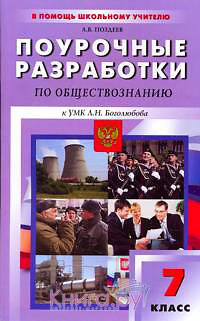 В ПОМОЩЬ ШКОЛЬНОМУ УЧИТЕЛЮ
А.В. ПОЗДЕЕВ
ПОУРОЧНЫЕ
РАЗРАБОТКИ
ПО ОБЩЕСТВОЗНАНИЮ
к УМК Л.Н. Боголюбова
7
КЛАСС